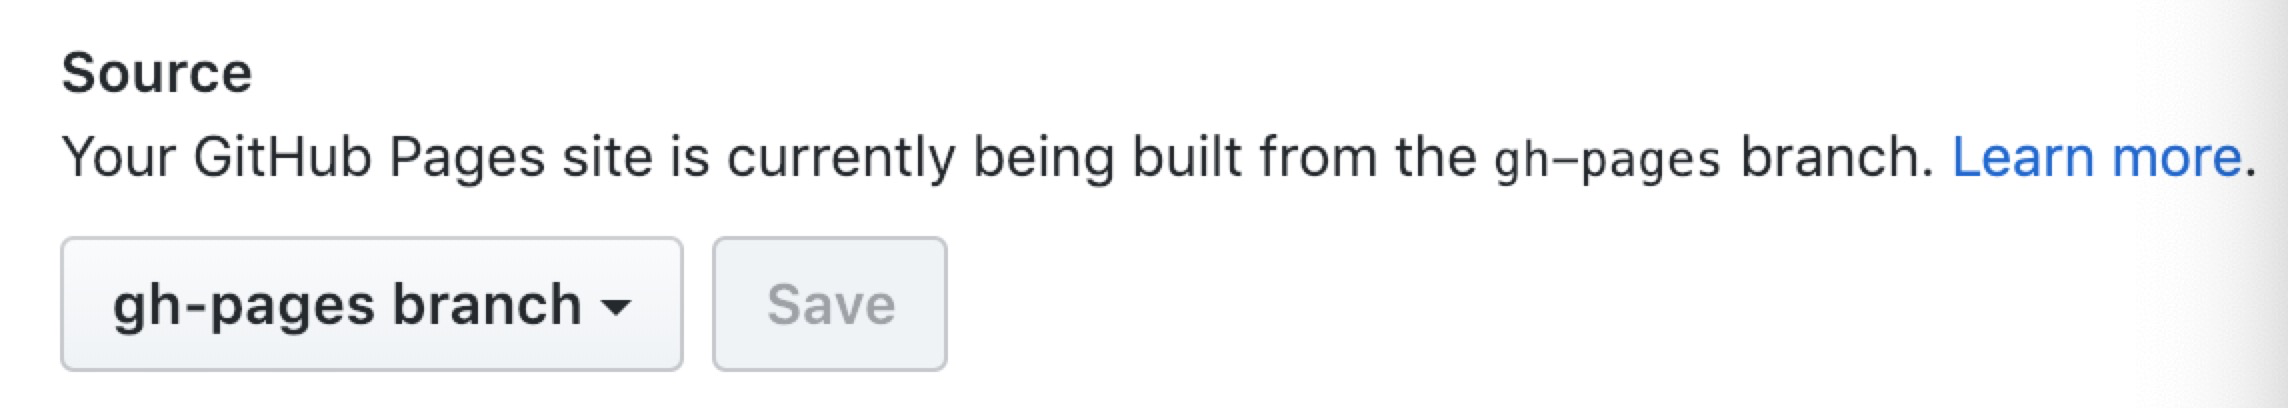 Source
Your GitHub Pages site is currently being built from the gh-pages branch. Learn more.
gh-pages branch Save